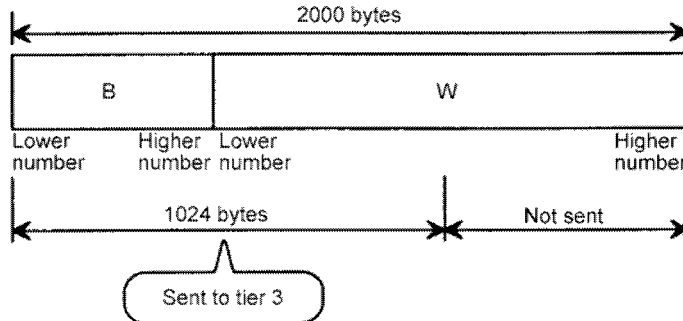 2000 bytes
B
W
Lower number
Higher number
Lower number
Higher number
1024 bytes
Not sent
Sent to tier 3